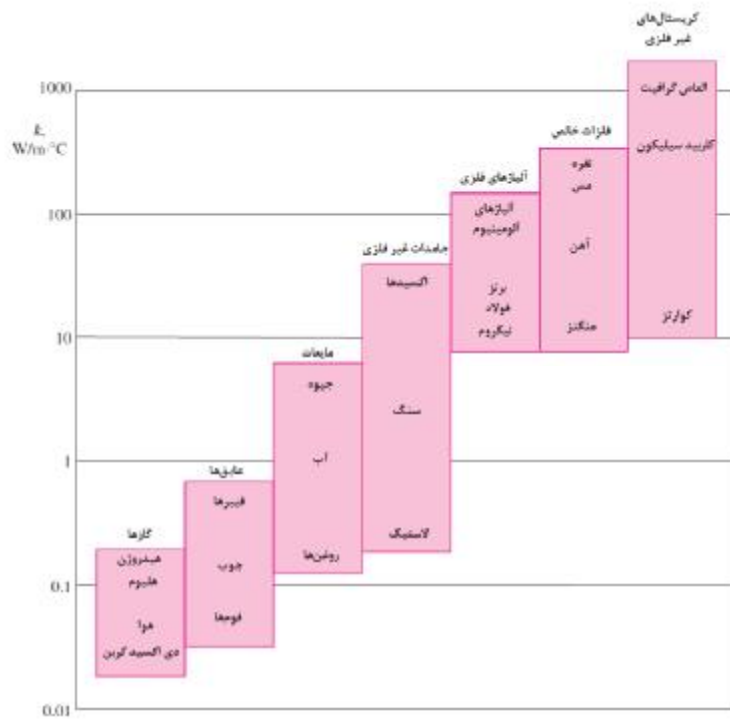 کریستال‌های
غیر فلزی
1000
k,
W/m·°C
100
10
1
0.1
0.01
الماس گرافیت
کاربید سیلیکون
کوارتز
فلزات خالص
نقره
مس
آهن
منگنز
آلیاژهای فلزی
آلیاژهای
آلومینیوم
برنز
فولاد
نیکروم
جامدات غیر فلزی
اکسیدها
سنگ
لاستیک
مایعات
جیوه
آب
روغن‌ها
عایق‌ها
فیبرها
چوب
فوم‌ها
گازها
هیدروژن
هلیوم
هوا
دی اکسید کربن